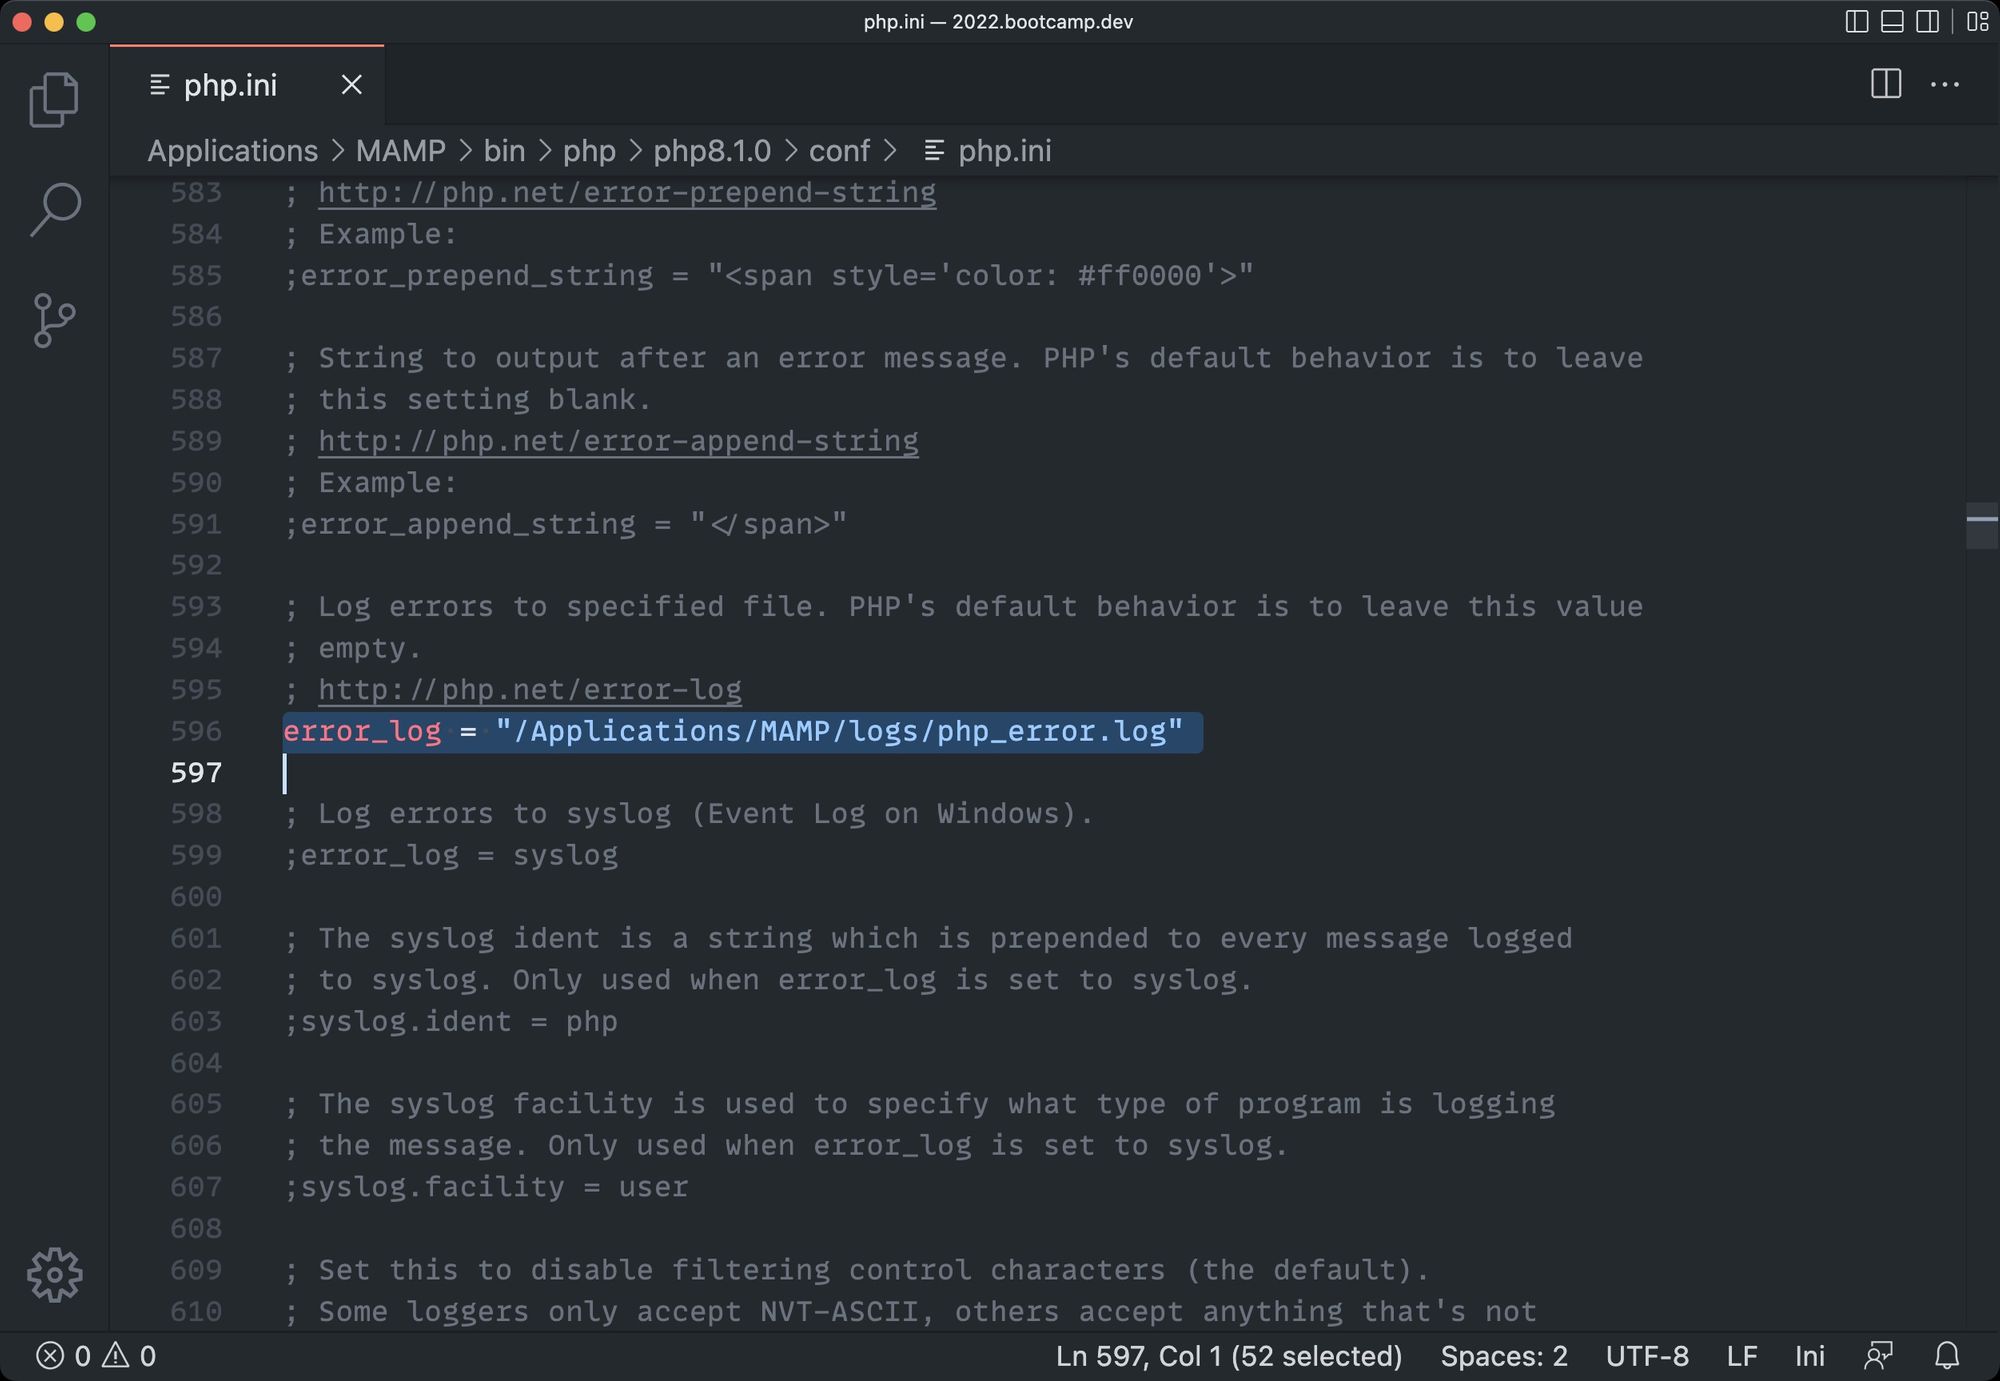 php.ini — 2022.bootcamp.dev
php.ini
Applications > MAMP > bin > php > php8.1.0 > conf > php.ini
583 ; http://php.net/error-prepend-string
584 ; Example:
585 ;error_prepend_string = "<span style='color: #ff0000'>"
586
587 ; String to output after an error message. PHP's default behavior is to leave
588 ; this setting blank.
589 ; http://php.net/error-append-string
590 ; Example:
591 ;error_append_string = "</span>"
592
593 ; Log errors to specified file. PHP's default behavior is to leave this value
594 ; empty.
595 ; http://php.net/error-log
596 error_log = "/Applications/MAMP/logs/php_error.log"
597
598 ; Log errors to syslog (Event Log on Windows).
599 ;error_log = syslog
600
601 ; The syslog ident is a string which is prepended to every message logged
602 ; to syslog. Only used when error_log is set to syslog.
603 ;syslog.ident = php
604
605 ; The syslog facility is used to specify what type of program is logging
606 ; the message. Only used when error_log is set to syslog.
607 ;syslog.facility = user
608
609 ; Set this to disable filtering control characters (the default).
610 ; Some loggers only accept NVT-ASCII, others accept anything that's not
0 0 Ln 597, Col 1 (52 selected) Spaces: 2 UTF-8 LF Ini